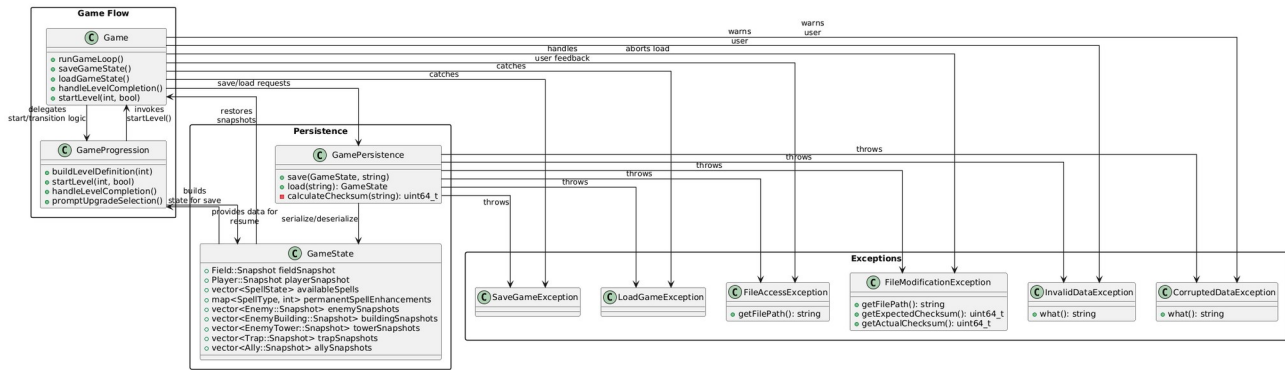 Game Flow
C Game
runGameLoop()
saveGameState()
loadGameState()
handleLevelCompletion()
startLevel(int, bool)
delegates
start/transition logic
invokes
startLevel()
C GameProgression
buildLevelDefinition(int)
startLevel(int, bool)
handleLevelCompletion()
promptUpgradeSelection()
warns
user
warns
user
handles
aborts load
user feedback
catches
catches
save/load requests
restores
snapshots
Persistence
C GamePersistence
save(GameState, string)
load(string): GameState
calculateChecksum(string): uint64_t
builds
state for save
provides data for
resume
serialize/deserialize
throws
throws
throws
throws
throws
throws
C GameState
Field::Snapshot fieldSnapshot
Player::Snapshot playerSnapshot
vector<SpellState> availableSpells
map<SpellType, int> permanentSpellEnhancements
vector<Enemy::Snapshot> enemySnapshots
vector<EnemyBuilding::Snapshot> buildingSnapshots
vector<EnemyTower::Snapshot> towerSnapshots
vector<Trap::Snapshot> trapSnapshots
vector<Ally::Snapshot> allySnapshots
Exceptions
C SaveGameException
C LoadGameException
C FileAccessException
getFilePath(): string
C FileModificationException
getFilePath(): string
getExpectedChecksum(): uint64_t
getActualChecksum(): uint64_t
C InvalidDataException
what(): string
C CorruptedDataException
what(): string